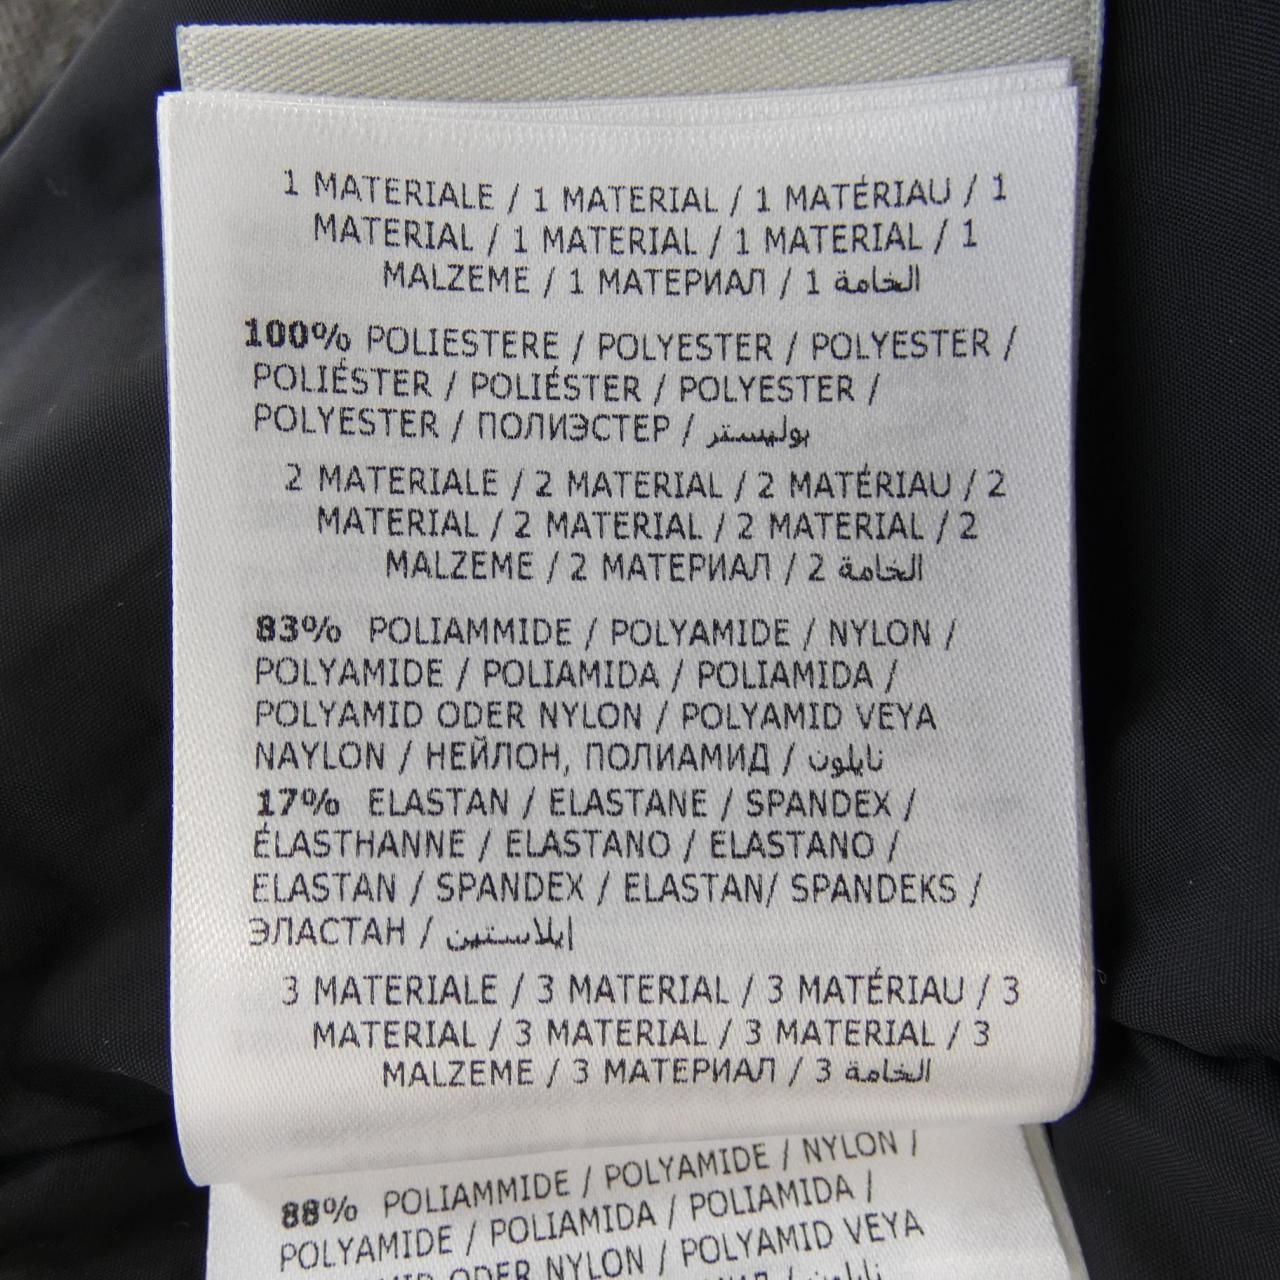 1 MATERIALE / 1 MATERIAL / 1 MATÉRIAU / 1
MATERIAL / 1 MATERIAL / 1 MATERIAL / 1
MALZEME / 1 МАТЕРИАЛ / 1 الخامة
100% POLIESTERE / POLYESTER / POLYESTER /
POLIÉSTER / POLIÉSTER / POLYESTER /
POLYESTER / ПОЛИЭСТЕР / بوليستر
2 MATERIALE / 2 MATERIAL / 2 MATÉRIAU / 2
MATERIAL / 2 MATERIAL / 2 MATERIAL / 2
MALZEME / 2 МАТЕРИАЛ / 2 الخامة
83% POLIAMMIDE / POLYAMIDE / NYLON /
POLYAMIDE / POLIAMIDA / POLIAMIDA /
POLYAMID ODER NYLON / POLYAMID VEYA
NAYLON / НЕЙЛОН, ПОЛИАМИД / نايلون
17% ELASTAN / ELASTANE / SPANDEX /
ÉLASTHANNE / ELASTANO / ELASTANO /
ELASTAN / SPANDEX / ELASTAN/ SPANDEKS /
ЭЛАСТАН / إيلاستين
3 MATERIALE / 3 MATERIAL / 3 MATÉRIAU / 3
MATERIAL / 3 MATERIAL / 3 MATERIAL / 3
MALZEME / 3 МАТЕРИАЛ / 3 الخامة
88% POLIAMMIDE / POLYAMIDE / NYLON /
POLYAMIDE / POLIAMIDA / POLIAMIDA /
ODER NYLON / POLYAMID VEYA
نايلون